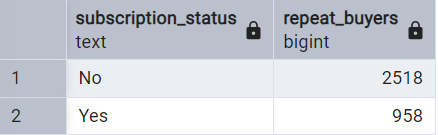 subscription_status repeat_buyers
text bigint
1 No 2518
2 Yes 958